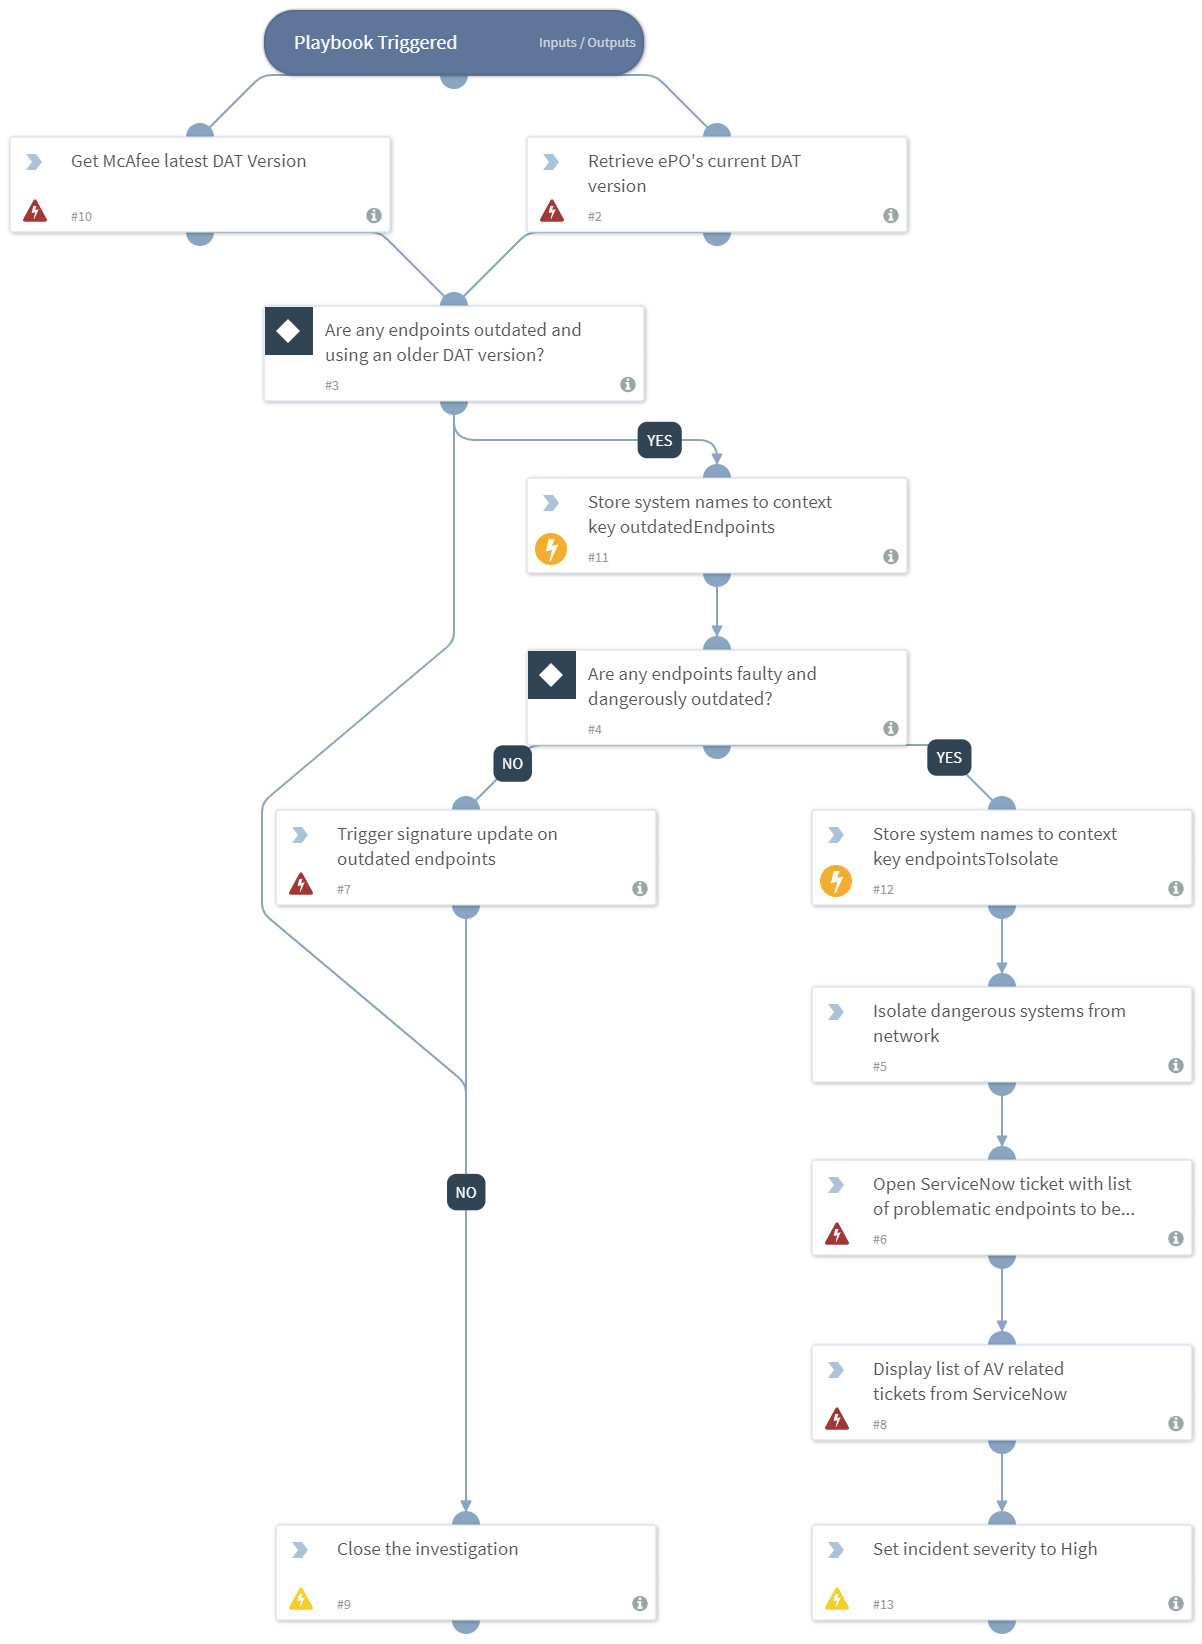 Playbook Triggered
Inputs / Outputs
Get McAfee latest DAT Version
#10
Retrieve ePO's current DAT
version
#2
Are any endpoints outdated and
using an older DAT version?
#3
YES
Store system names to context
key outdatedEndpoints
#11
Are any endpoints faulty and
dangerously outdated?
#4
NO
YES
Trigger signature update on
outdated endpoints
#7
Store system names to context
key endpointsToIsolate
#12
Isolate dangerous systems from
network
#5
Open ServiceNow ticket with list
of problematic endpoints to be...
#6
NO
Display list of AV related
tickets from ServiceNow
#8
Close the investigation
#9
Set incident severity to High
#13